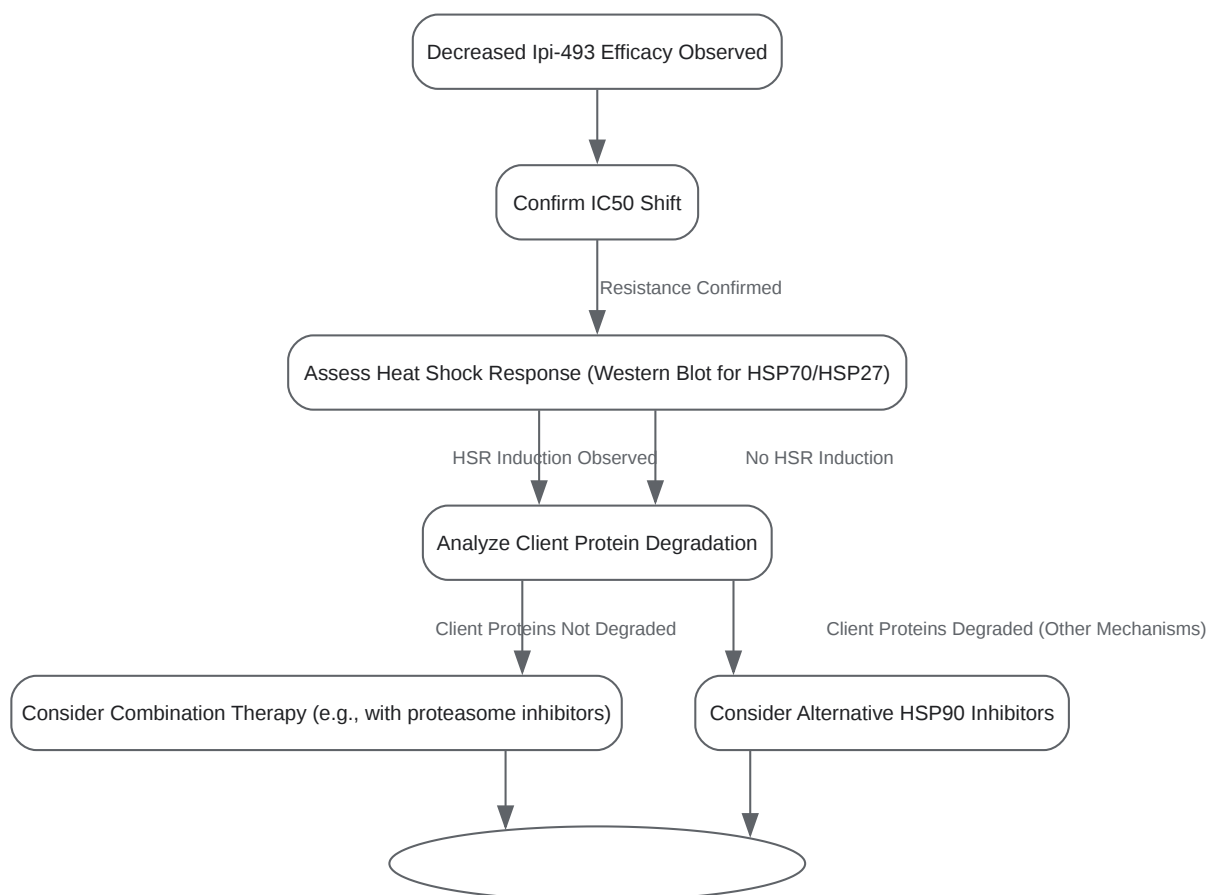 Decreased Ipi-493 Efficacy Observed
Confirm IC50 Shift
Resistance Confirmed
Assess Heat Shock Response (Western Blot for HSP70/HSP27)
HSR Induction Observed
No HSR Induction
Analyze Client Protein Degradation
Client Proteins Not Degraded
Client Proteins Degraded (Other Mechanisms)
Consider Combination Therapy (e.g., with proteasome inhibitors)
Consider Alternative HSP90 Inhibitors